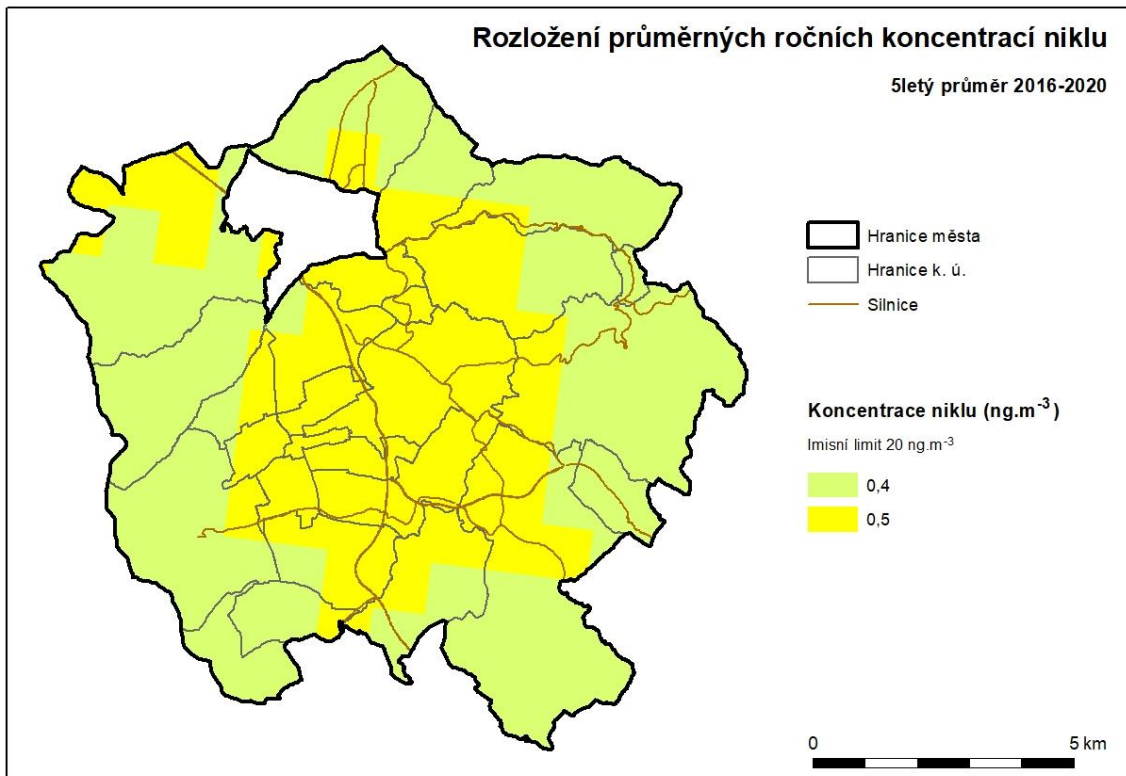 Rozložení průměrných ročních koncentrací niklu
5letý průměr 2016-2020
Hranice města
Hranice k. ú.
Silnice
Koncentrace niklu (ng.m⁻³)
Imisní limit 20 ng.m⁻³
0,4
0,5
0 5 km